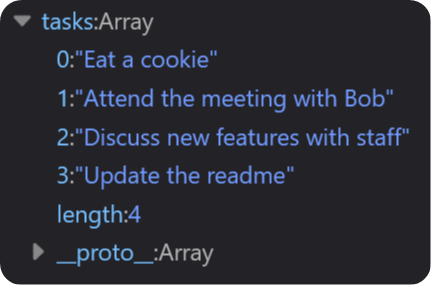 tasks:Array
0:"Eat a cookie"
1:"Attend the meeting with Bob"
2:"Discuss new features with staff"
3:"Update the readme"
length:4
__proto__:Array